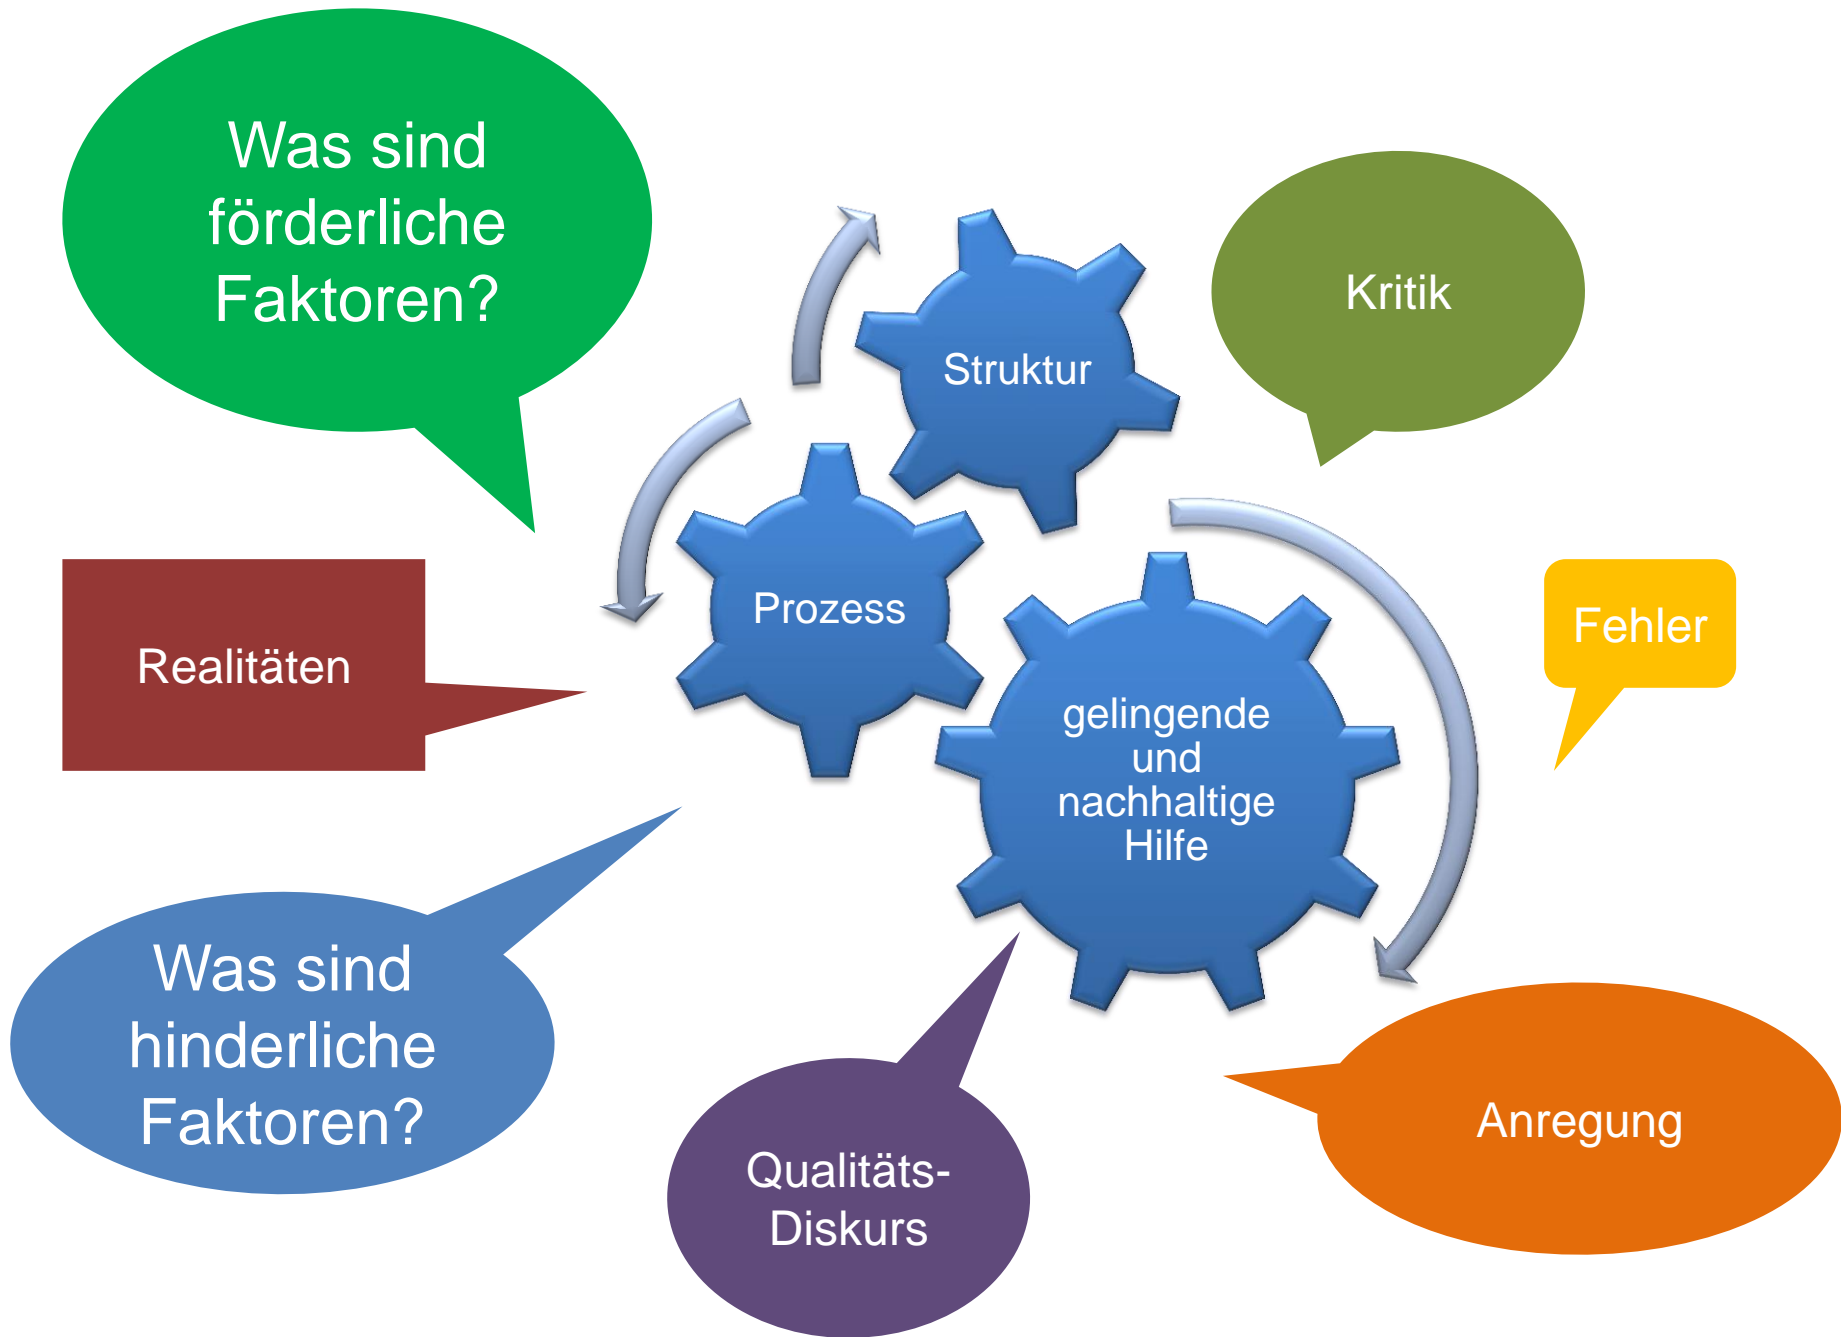 Was sind
förderliche
Faktoren?
Kritik
Struktur
Prozess
Fehler
Realitäten
gelingende
und
nachhaltige
Hilfe
Was sind
hinderliche
Faktoren?
Anregung
Qualitäts-
Diskurs